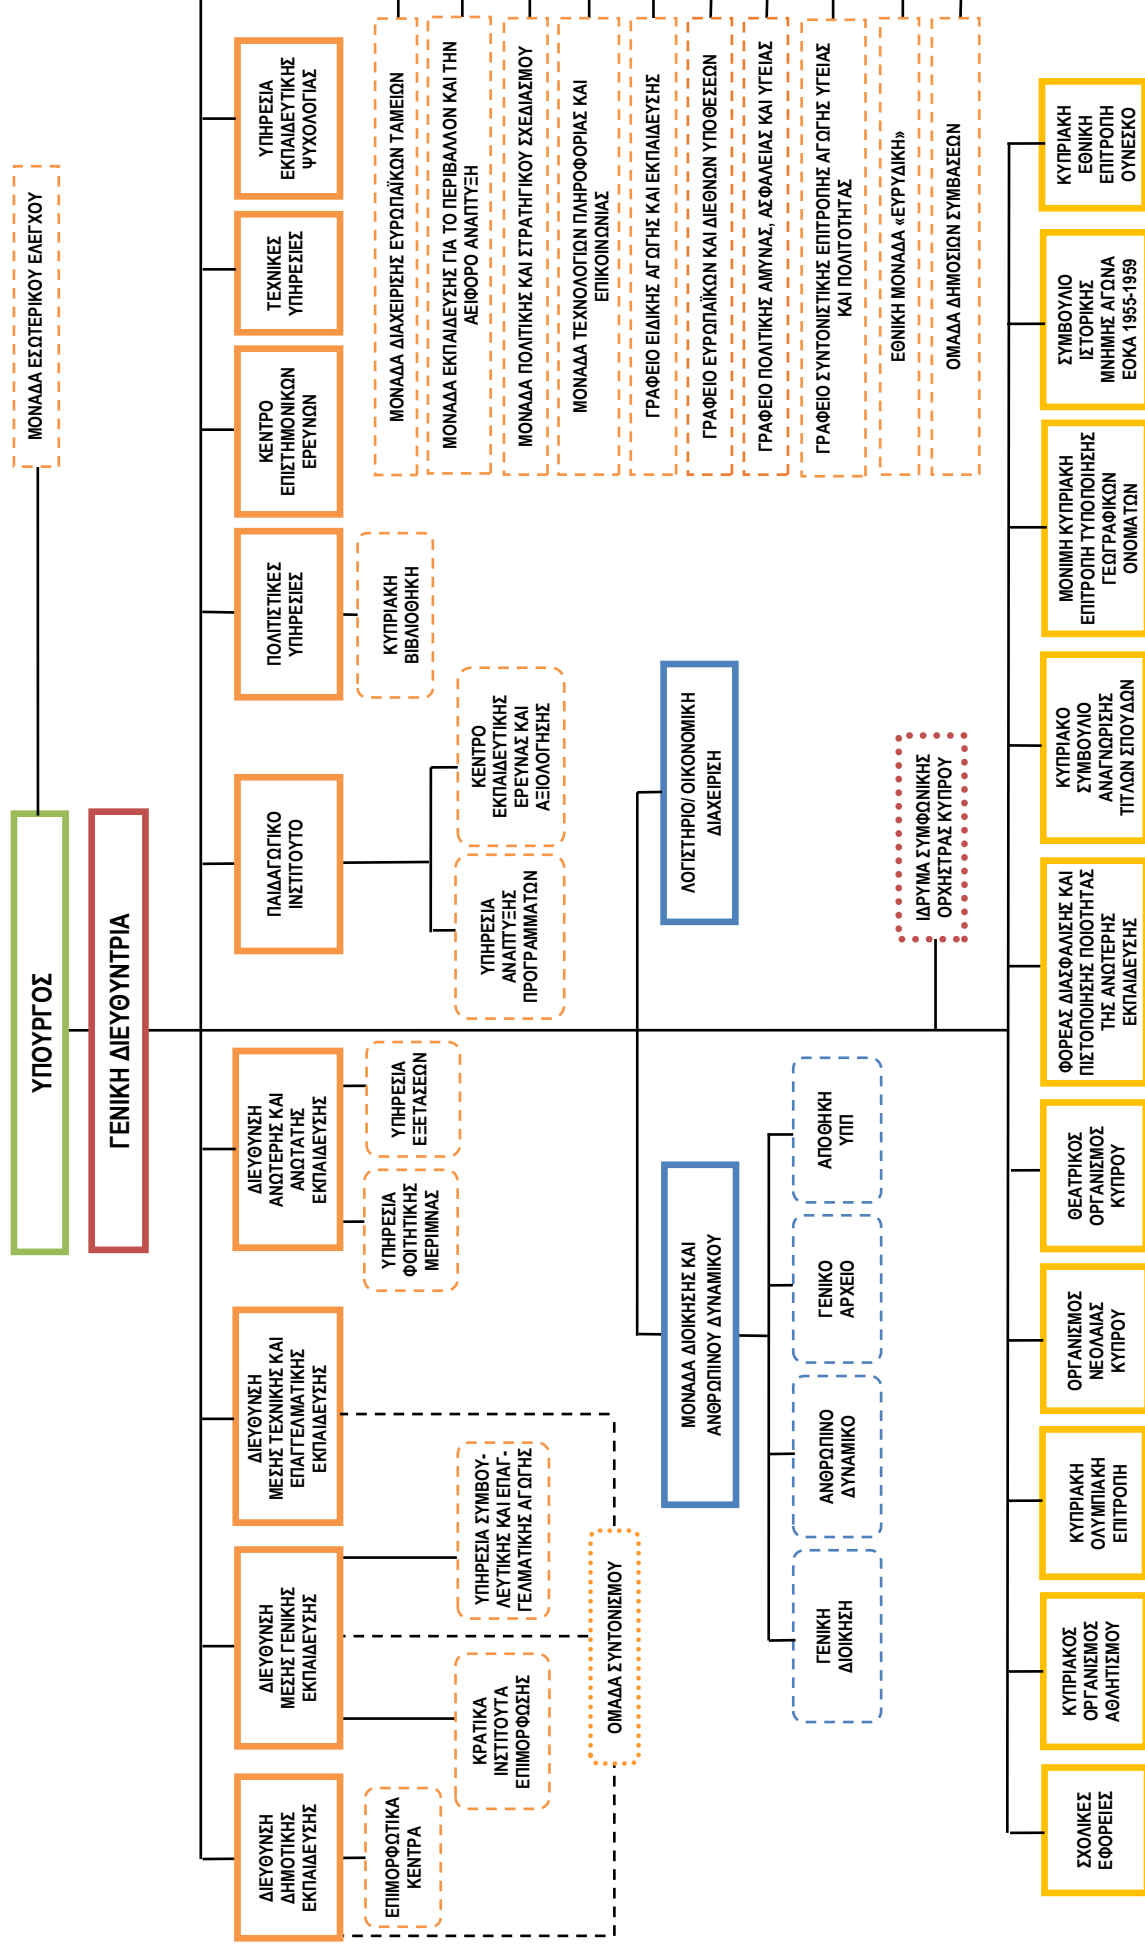 ΥΠΟΥΡΓΟΣ
ΜΟΝΑΔΑ ΕΣΩΤΕΡΙΚΟΥ ΕΛΕΓΧΟΥ
ΓΕΝΙΚΗ ΔΙΕΥΘΥΝΤΡΙΑ
ΔΙΕΥΘΥΝΣΗ
ΔΗΜΟΤΙΚΗΣ
ΕΚΠΑΙΔΕΥΣΗΣ
ΔΙΕΥΘΥΝΣΗ
ΜΕΣΗΣ ΓΕΝΙΚΗΣ
ΕΚΠΑΙΔΕΥΣΗΣ
ΔΙΕΥΘΥΝΣΗ
ΜΕΣΗΣ ΤΕΧΝΙΚΗΣ ΚΑΙ
ΕΠΑΓΓΕΛΜΑΤΙΚΗΣ
ΕΚΠΑΙΔΕΥΣΗΣ
ΔΙΕΥΘΥΝΣΗ
ΑΝΩΤΕΡΗΣ ΚΑΙ
ΑΝΩΤΑΤΗΣ
ΕΚΠΑΙΔΕΥΣΗΣ
ΠΑΙΔΑΓΩΓΙΚΟ
ΙΝΣΤΙΤΟΥΤΟ
ΠΟΛΙΤΙΣΤΙΚΕΣ
ΥΠΗΡΕΣΙΕΣ
ΚΕΝΤΡΟ
ΕΠΙΣΤΗΜΟΝΙΚΩΝ
ΕΡΕΥΝΩΝ
ΤΕΧΝΙΚΕΣ
ΥΠΗΡΕΣΙΕΣ
ΥΠΗΡΕΣΙΑ
ΕΚΠΑΙΔΕΥΤΙΚΗΣ
ΨΥΧΟΛΟΓΙΑΣ
ΕΠΙΜΟΡΦΩΤΙΚΑ
ΚΕΝΤΡΑ
ΚΡΑΤΙΚΑ
ΙΝΣΤΙΤΟΥΤΑ
ΕΠΙΜΟΡΦΩΣΗΣ
ΥΠΗΡΕΣΙΑ ΣΥΜΒΟΥ-
ΛΕΥΤΙΚΗΣ ΚΑΙ ΕΠΑΓ-
ΓΕΛΜΑΤΙΚΗΣ ΑΓΩΓΗΣ
ΥΠΗΡΕΣΙΑ
ΦΟΙΤΗΤΙΚΗΣ
ΜΕΡΙΜΝΑΣ
ΥΠΗΡΕΣΙΑ
ΕΞΕΤΑΣΕΩΝ
ΥΠΗΡΕΣΙΑ
ΑΝΑΠΤΥΞΗΣ
ΠΡΟΓΡΑΜΜΑΤΩΝ
ΚΕΝΤΡΟ
ΕΚΠΑΙΔΕΥΤΙΚΗΣ
ΕΡΕΥΝΑΣ ΚΑΙ
ΑΞΙΟΛΟΓΗΣΗΣ
ΚΥΠΡΙΑΚΗ
ΒΙΒΛΙΟΘΗΚΗ
ΜΟΝΑΔΑ ΔΙΑΧΕΙΡΙΣΗΣ ΕΥΡΩΠΑΪΚΩΝ ΤΑΜΕΙΩΝ
ΜΟΝΑΔΑ ΕΚΠΑΙΔΕΥΣΗΣ ΓΙΑ ΤΟ ΠΕΡΙΒΑΛΛΟΝ ΚΑΙ ΤΗΝ
ΑΕΙΦΟΡΟ ΑΝΑΠΤΥΞΗ
ΜΟΝΑΔΑ ΠΟΛΙΤΙΚΗΣ ΚΑΙ ΣΤΡΑΤΗΓΙΚΟΥ ΣΧΕΔΙΑΣΜΟΥ
ΜΟΝΑΔΑ ΤΕΧΝΟΛΟΓΙΩΝ ΠΛΗΡΟΦΟΡΙΑΣ ΚΑΙ
ΕΠΙΚΟΙΝΩΝΙΑΣ
ΓΡΑΦΕΙΟ ΕΙΔΙΚΗΣ ΑΓΩΓΗΣ ΚΑΙ ΕΚΠΑΙΔΕΥΣΗΣ
ΓΡΑΦΕΙΟ ΕΥΡΩΠΑΪΚΩΝ ΚΑΙ ΔΙΕΘΝΩΝ ΥΠΟΘΕΣΕΩΝ
ΓΡΑΦΕΙΟ ΠΟΛΙΤΙΚΗΣ ΑΜΥΝΑΣ, ΑΣΦΑΛΕΙΑΣ ΚΑΙ ΥΓΕΙΑΣ
ΓΡΑΦΕΙΟ ΣΥΝΤΟΝΙΣΤΙΚΗΣ ΕΠΙΤΡΟΠΗΣ ΑΓΩΓΗΣ ΥΓΕΙΑΣ
ΚΑΙ ΠΟΛΙΤΟΤΗΤΑΣ
ΕΘΝΙΚΗ ΜΟΝΑΔΑ «ΕΥΡΥΔΙΚΗ»
ΟΜΑΔΑ ΔΗΜΟΣΙΩΝ ΣΥΜΒΑΣΕΩΝ
ΟΜΑΔΑ ΣΥΝΤΟΝΙΣΜΟΥ
ΜΟΝΑΔΑ ΔΙΟΙΚΗΣΗΣ ΚΑΙ
ΑΝΘΡΩΠΙΝΟΥ ΔΥΝΑΜΙΚΟΥ
ΛΟΓΙΣΤΗΡΙΟ/ ΟΙΚΟΝΟΜΙΚΗ
ΔΙΑΧΕΙΡΙΣΗ
ΓΕΝΙΚΗ
ΔΙΟΙΚΗΣΗ
ΑΝΘΡΩΠΙΝΟ
ΔΥΝΑΜΙΚΟ
ΓΕΝΙΚΟ
ΑΡΧΕΙΟ
ΑΠΟΘΗΚΗ
ΥΠΠ
ΙΔΡΥΜΑ ΣΥΜΦΩΝΙΚΗΣ
ΟΡΧΗΣΤΡΑΣ ΚΥΠΡΟΥ
ΣΧΟΛΙΚΕΣ
ΕΦΟΡΕΙΕΣ
ΚΥΠΡΙΑΚΟΣ
ΟΡΓΑΝΙΣΜΟΣ
ΑΘΛΗΤΙΣΜΟΥ
ΚΥΠΡΙΑΚΗ
ΟΛΥΜΠΙΑΚΗ
ΕΠΙΤΡΟΠΗ
ΟΡΓΑΝΙΣΜΟΣ
ΝΕΟΛΑΙΑΣ
ΚΥΠΡΟΥ
ΘΕΑΤΡΙΚΟΣ
ΟΡΓΑΝΙΣΜΟΣ
ΚΥΠΡΟΥ
ΦΟΡΕΑΣ ΔΙΑΣΦΑΛΙΣΗΣ ΚΑΙ
ΠΙΣΤΟΠΟΙΗΣΗΣ ΠΟΙΟΤΗΤΑΣ
ΤΗΣ ΑΝΩΤΕΡΗΣ
ΕΚΠΑΙΔΕΥΣΗΣ
ΚΥΠΡΙΑΚΟ
ΣΥΜΒΟΥΛΙΟ
ΑΝΑΓΝΩΡΙΣΗΣ
ΤΙΤΛΩΝ ΣΠΟΥΔΩΝ
ΜΟΝΙΜΗ ΚΥΠΡΙΑΚΗ
ΕΠΙΤΡΟΠΗ ΤΥΠΟΠΟΙΗΣΗΣ
ΓΕΩΓΡΑΦΙΚΩΝ
ΟΝΟΜΑΤΩΝ
ΣΥΜΒΟΥΛΙΟ
ΙΣΤΟΡΙΚΗΣ
ΜΝΗΜΗΣ ΑΓΩΝΑ
ΕΟΚΑ 1955-1959
ΚΥΠΡΙΑΚΗ
ΕΘΝΙΚΗ
ΕΠΙΤΡΟΠΗ
ΟΥΝΕΣΚΟ